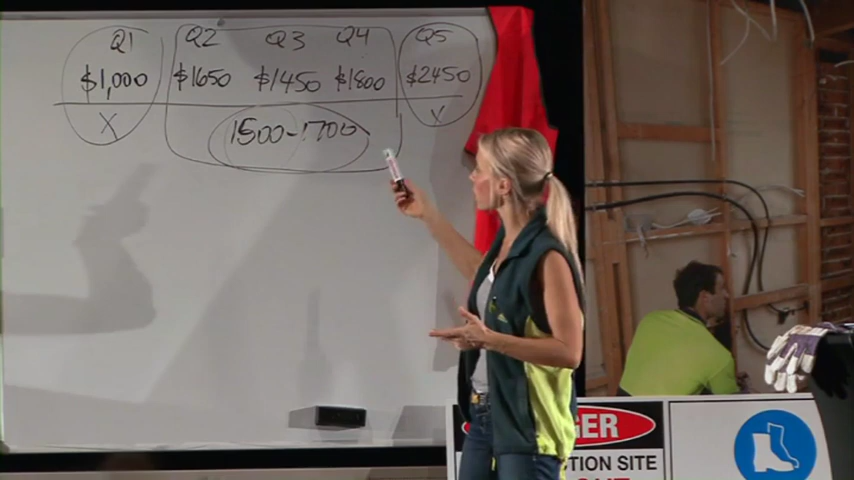 Q1 Q2 Q3 Q4 Q5
$1,000 $1650 $1450 $1800 $2450
X 1500-1700 X
GER
TION SITE